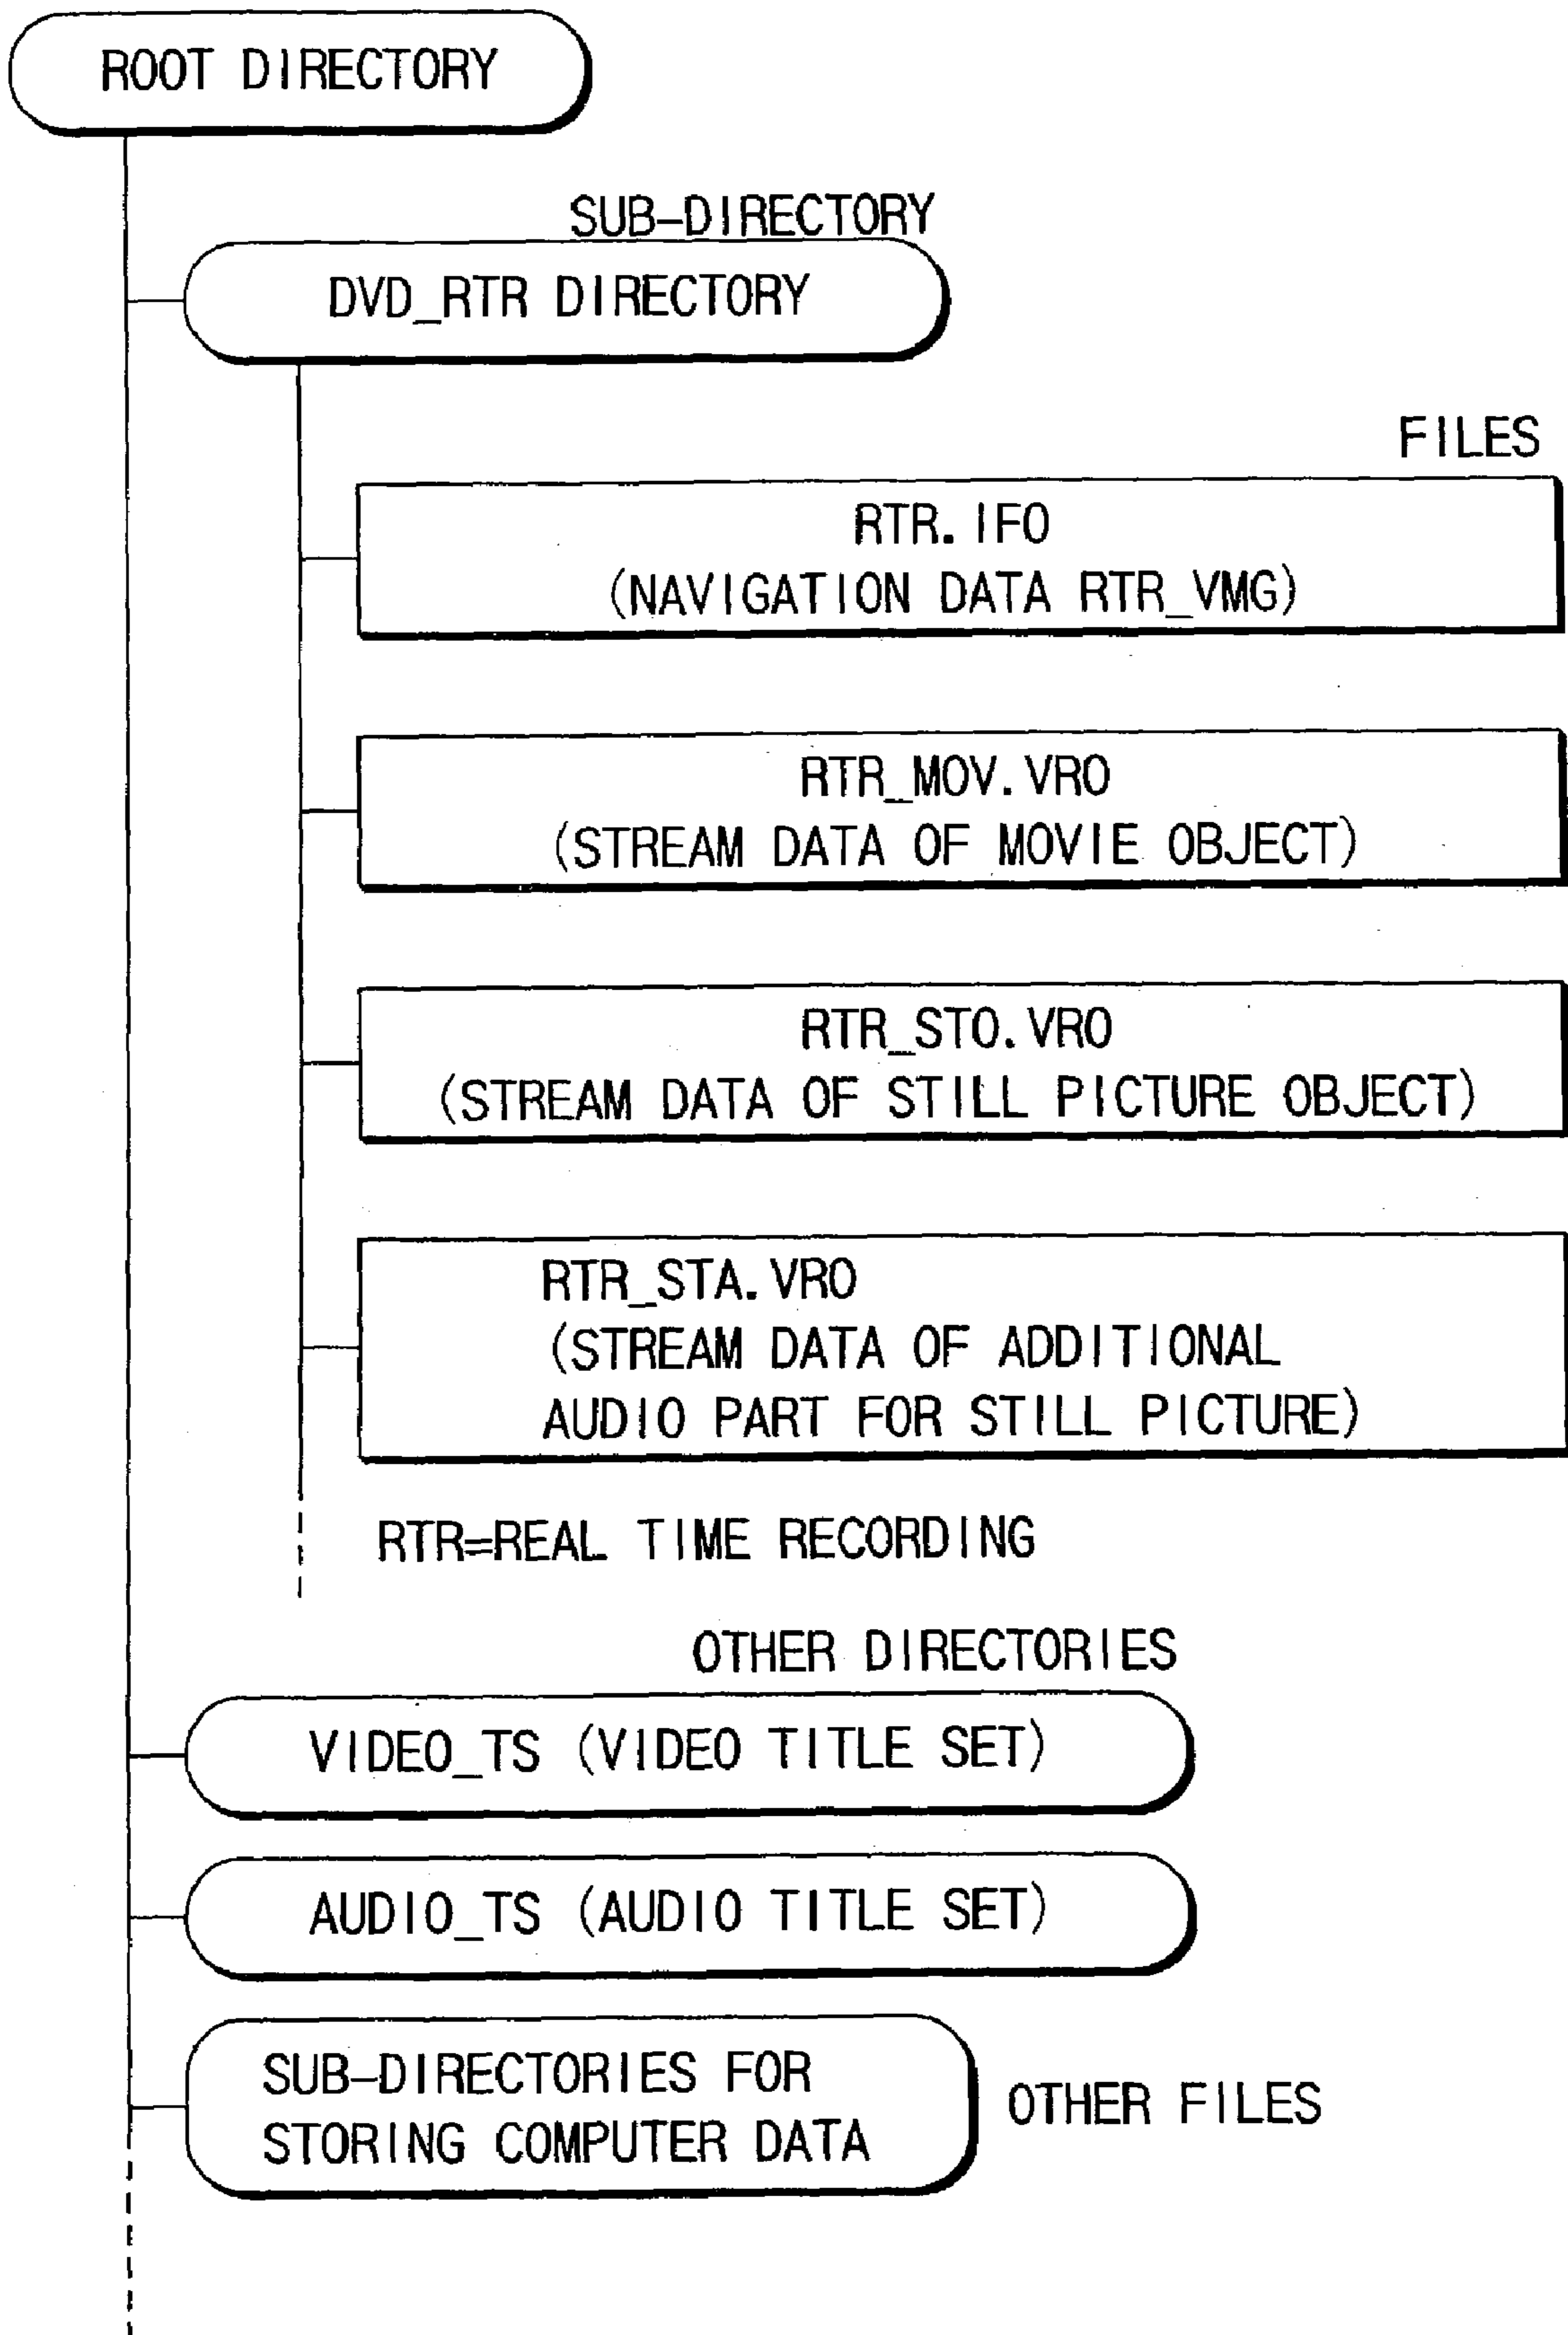 ROOT DIRECTORY
SUB-DIRECTORY
DVD_RTR DIRECTORY
FILES
RTR.IFO
(NAVIGATION DATA RTR_VMG)
RTR_MOV.VRO
(STREAM DATA OF MOVIE OBJECT)
RTR_STO.VRO
(STREAM DATA OF STILL PICTURE OBJECT)
RTR_STA.VRO
(STREAM DATA OF ADDITIONAL
AUDIO PART FOR STILL PICTURE)
RTR=REAL TIME RECORDING
OTHER DIRECTORIES
VIDEO_TS (VIDEO TITLE SET)
AUDIO_TS (AUDIO TITLE SET)
SUB-DIRECTORIES FOR
STORING COMPUTER DATA
OTHER FILES